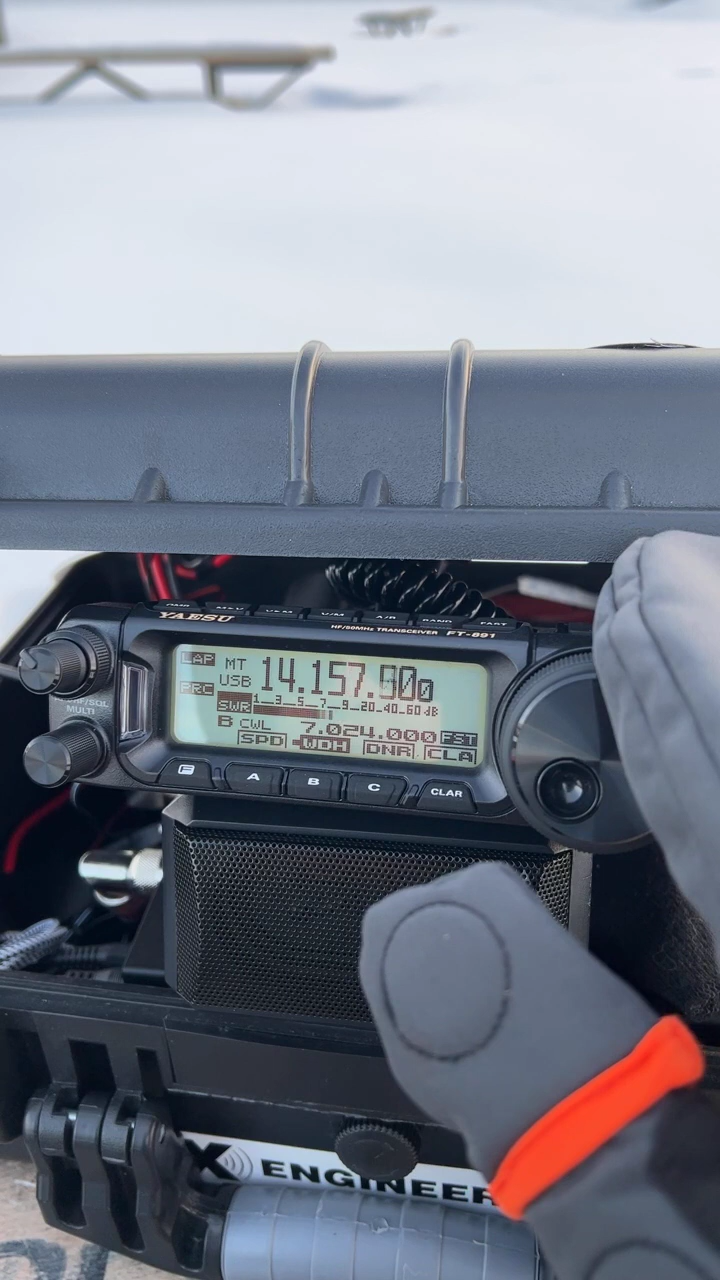 YAESU
HF/50MHz TRANSCEIVER FT-891
LAP MT
14.157.900
PRC USB
SWR 1 3 5 7 9 20 40 60 dB
B CWL 7.024.000 FST
SPD WDH DNR CLA
F A B C CLAR
MULTI
X ENGINEER